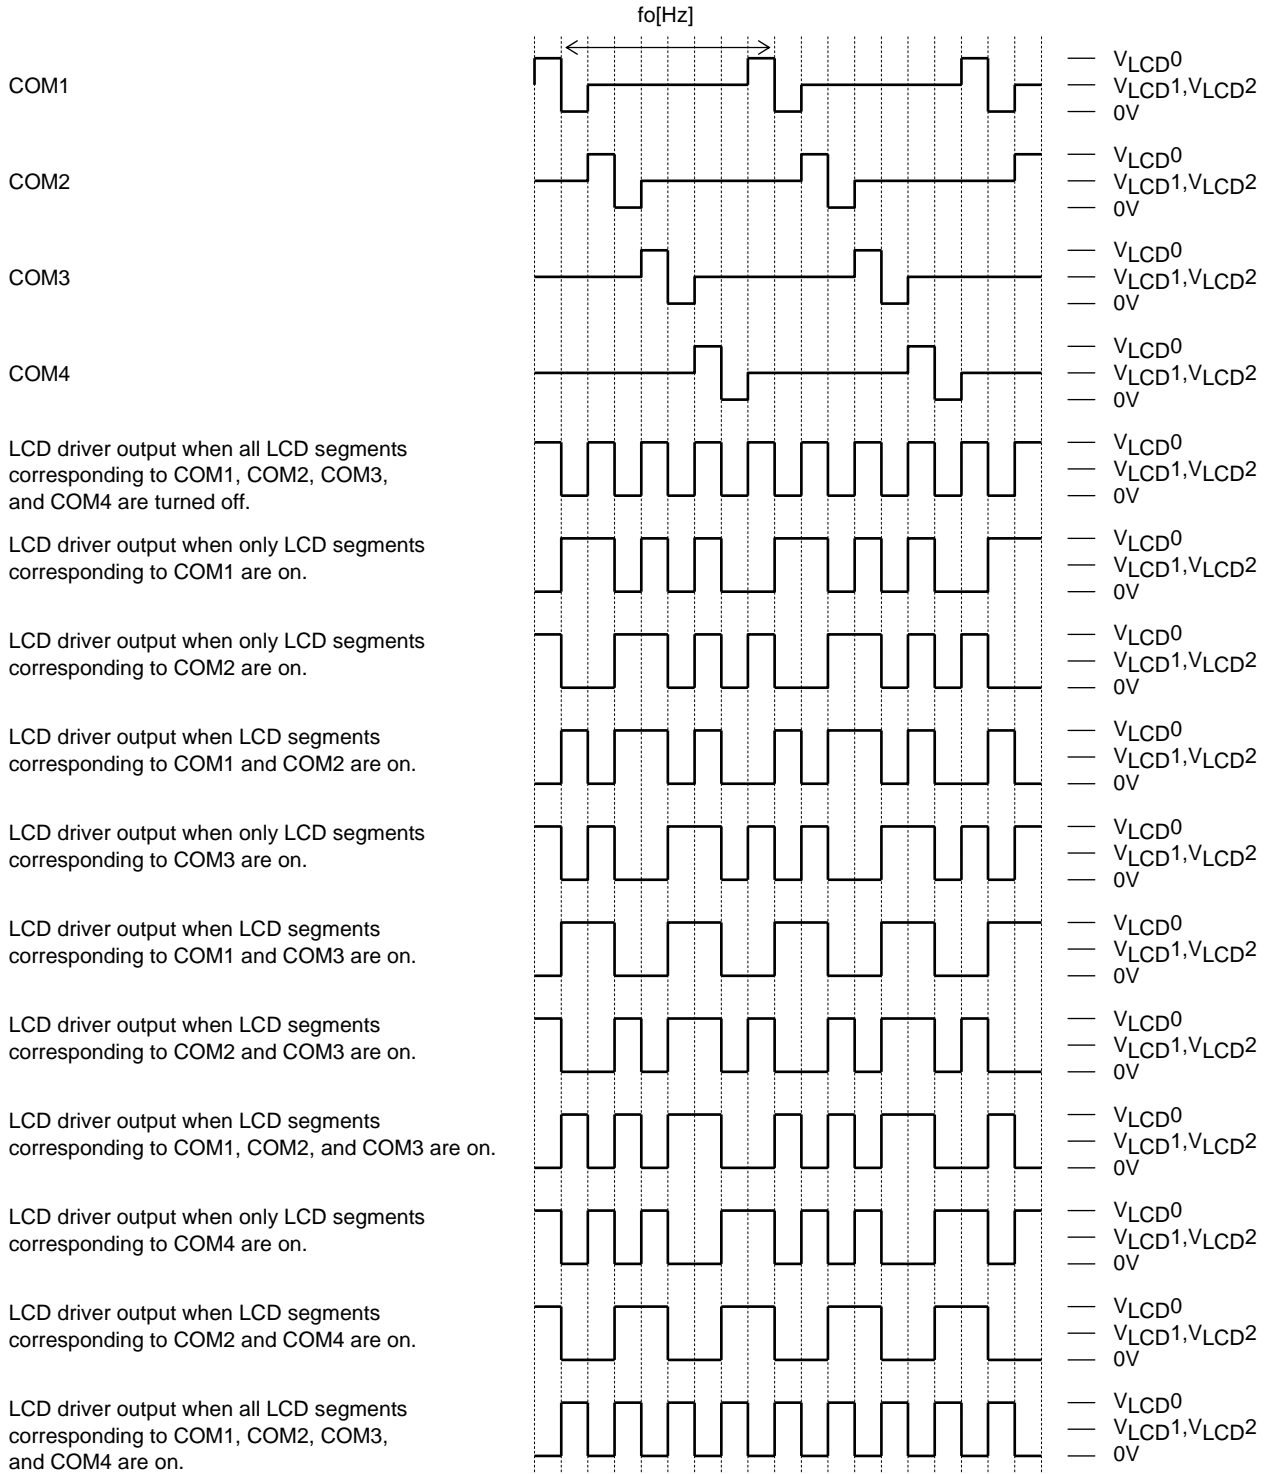 fo[Hz]
COM1
VLCD0
VLCD1,VLCD2
0V
COM2
VLCD0
VLCD1,VLCD2
0V
COM3
VLCD0
VLCD1,VLCD2
0V
COM4
VLCD0
VLCD1,VLCD2
0V
LCD driver output when all LCD segments
corresponding to COM1, COM2, COM3,
and COM4 are turned off.
VLCD0
VLCD1,VLCD2
0V
LCD driver output when only LCD segments
corresponding to COM1 are on.
VLCD0
VLCD1,VLCD2
0V
LCD driver output when only LCD segments
corresponding to COM2 are on.
VLCD0
VLCD1,VLCD2
0V
LCD driver output when LCD segments
corresponding to COM1 and COM2 are on.
VLCD0
VLCD1,VLCD2
0V
LCD driver output when only LCD segments
corresponding to COM3 are on.
VLCD0
VLCD1,VLCD2
0V
LCD driver output when LCD segments
corresponding to COM1 and COM3 are on.
VLCD0
VLCD1,VLCD2
0V
LCD driver output when LCD segments
corresponding to COM2 and COM3 are on.
VLCD0
VLCD1,VLCD2
0V
LCD driver output when LCD segments
corresponding to COM1, COM2, and COM3 are on.
VLCD0
VLCD1,VLCD2
0V
LCD driver output when only LCD segments
corresponding to COM4 are on.
VLCD0
VLCD1,VLCD2
0V
LCD driver output when LCD segments
corresponding to COM2 and COM4 are on.
VLCD0
VLCD1,VLCD2
0V
LCD driver output when all LCD segments
corresponding to COM1, COM2, COM3,
and COM4 are on.
VLCD0
VLCD1,VLCD2
0V